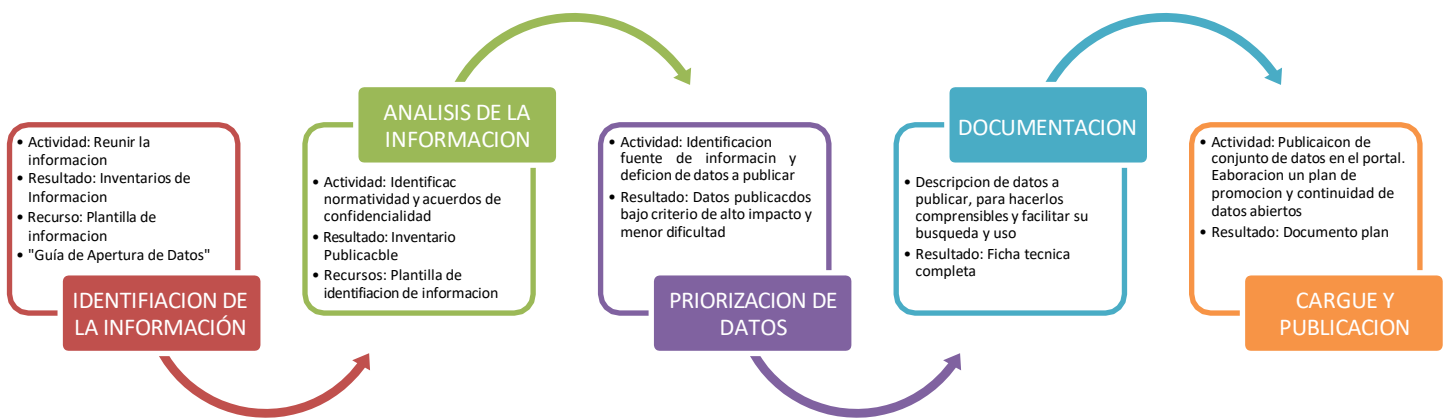 • Actividad: Reunir la
informacion
• Resultado: Inventarios de
Informacion
• Recurso: Plantilla de
informacion
• "Guía de Apertura de Datos"
IDENTIFIACION DE
LA INFORMACIÓN
ANALISIS DE LA
INFORMACION
• Actividad: Identificac
normatividad y acuerdos de
confidencialidad
• Resultado: Inventario
Publicacble
• Recursos: Plantilla de
identifiacion de informacion
• Actividad: Identificacion
fuente de informacin y
deficion de datos a publicar
• Resultado: Datos publicacdos
bajo criterio de alto impacto y
menor dificultad
PRIORIZACION DE
DATOS
DOCUMENTACION
• Descripcion de datos a
publicar, para hacerlos
comprensibles y facilitar su
busqueda y uso
• Resultado: Ficha tecnica
completa
• Actividad: Publicaicon de
conjunto de datos en el portal.
Eaboracion un plan de
promocion y continuidad de
datos abiertos
• Resultado: Documento plan
CARGUE Y
PUBLICACION